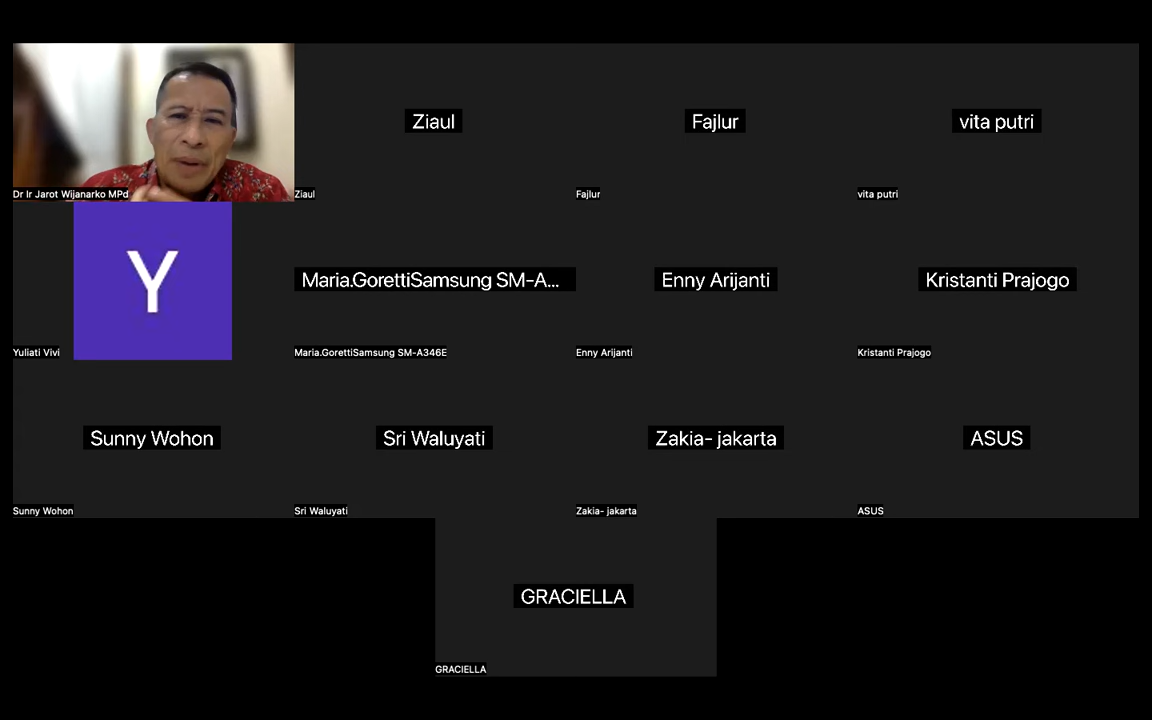 Ziaul
Fajlur
vita putri
Dr Ir Jarot Wijanarko MPd
Ziaul
Fajlur
vita putri
Y
Maria.GorettiSamsung SM-A...
Enny Arijanti
Kristanti Prajogo
Yuliati Vivi
Maria.GorettiSamsung SM-A346E
Enny Arijanti
Kristanti Prajogo
Sunny Wohon
Sri Waluyati
Zakia- jakarta
ASUS
Sunny Wohon
Sri Waluyati
Zakia- jakarta
ASUS
GRACIELLA
GRACIELLA